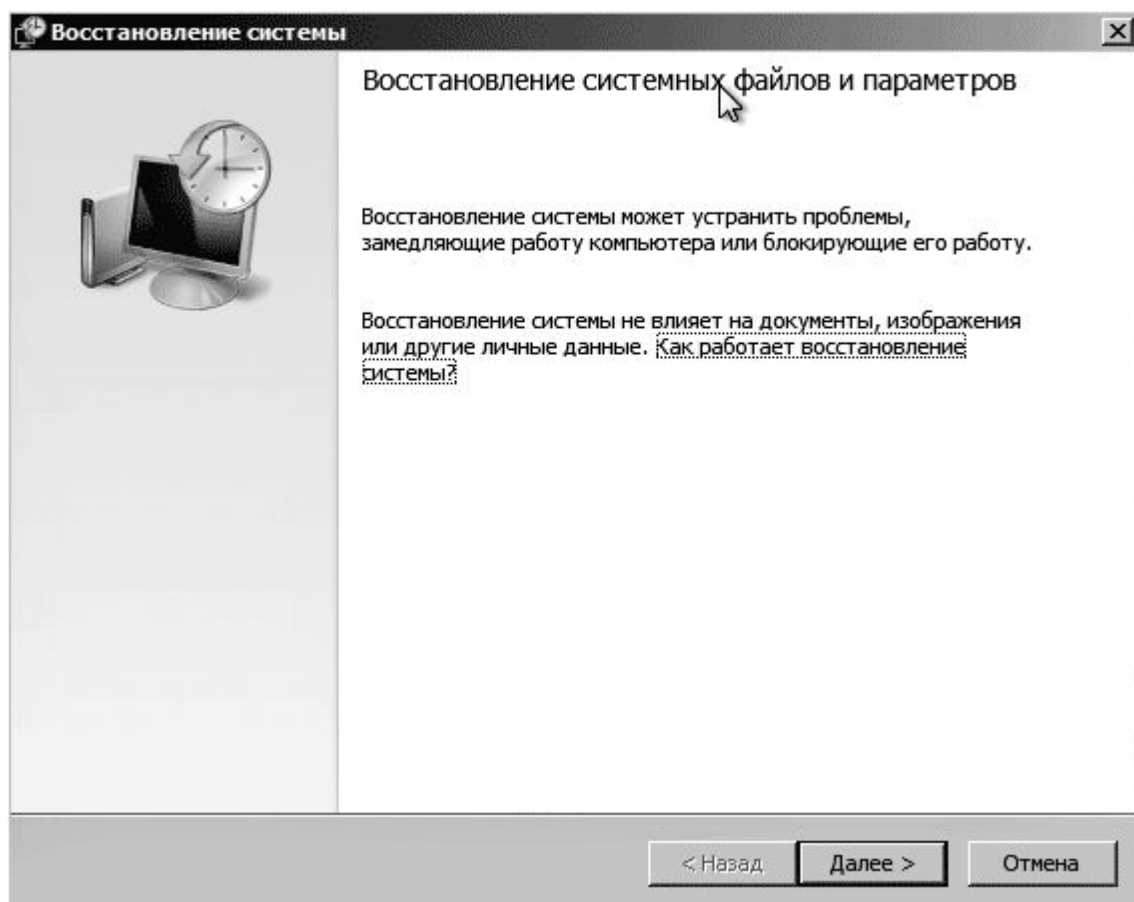 Восстановление системы
Восстановление системных файлов и параметров
Восстановление системы может устранить проблемы,
замедляющие работу компьютера или блокирующие его работу.
Восстановление системы не влияет на документы, изображения
или другие личные данные. Как работает восстановление
системы?
< Назад Далее > Отмена